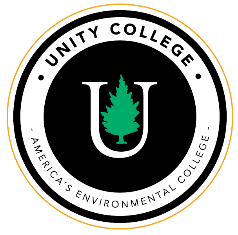 • UNITY COLLEGE •
U
- AMERICA'S ENVIRONMENTAL COLLEGE -